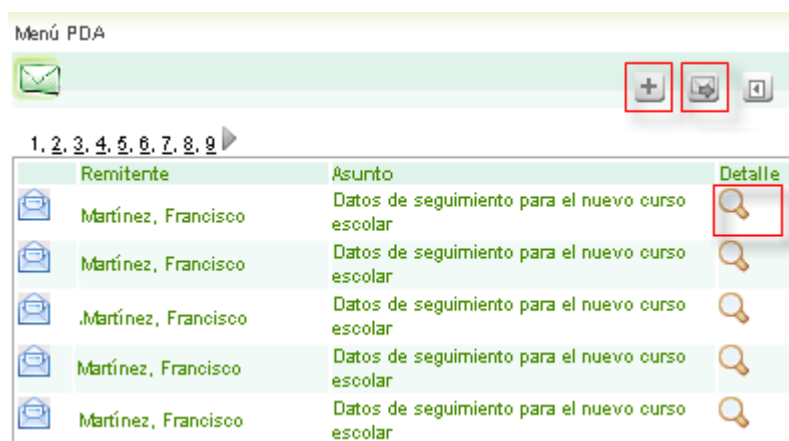 Menú PDA
1, 2, 3, 4, 5, 6, 7, 8, 9
Remitente Asunto Detalle
Martínez, Francisco Datos de seguimiento para el nuevo curso
escolar
Martínez, Francisco Datos de seguimiento para el nuevo curso
escolar
.Martínez, Francisco Datos de seguimiento para el nuevo curso
escolar
Martínez, Francisco Datos de seguimiento para el nuevo curso
escolar
Martínez, Francisco Datos de seguimiento para el nuevo curso
escolar